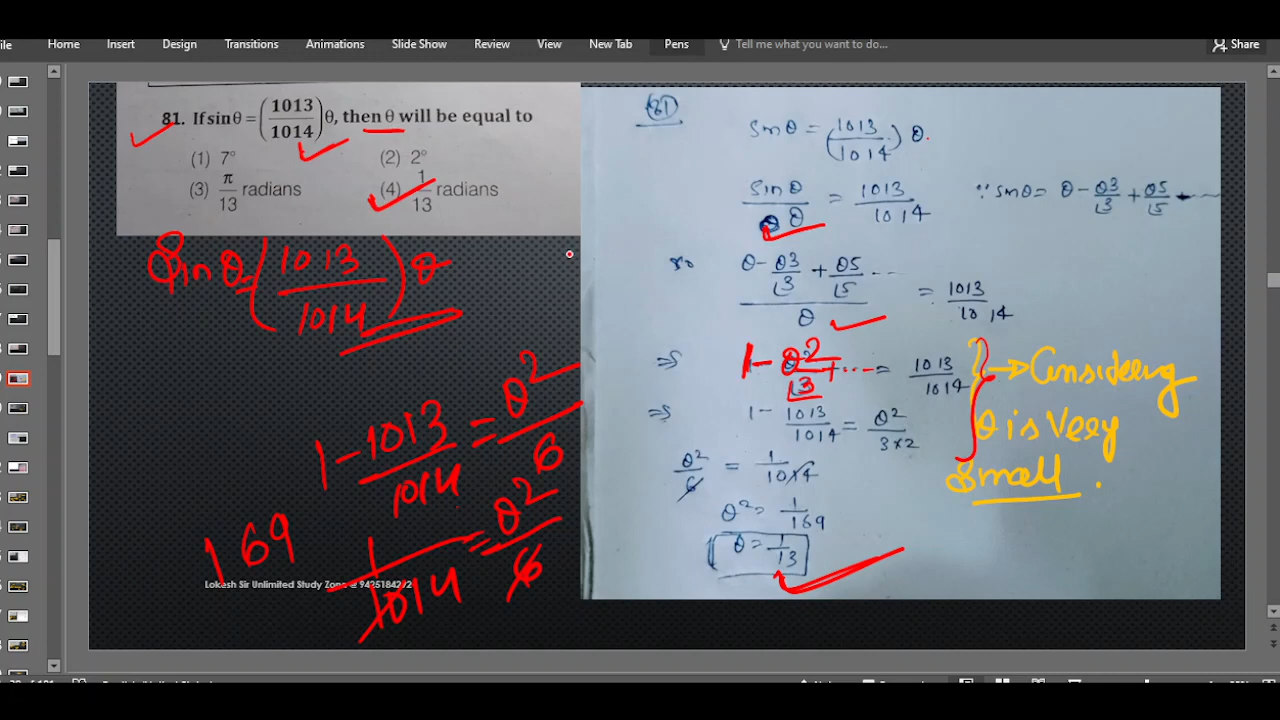 File Home Insert Design Transitions Animations Slide Show Review View New Tab Pens Tell me what you want to do... Share
81. If sin θ = (1013/1014) θ, then θ will be equal to
(1) 7° (2) 2°
(3) π/13 radians (4) 1/13 radians
Sin θ (1013/1014) θ
1 - 1013/1014 = θ²/6
1/1014 = θ²/6
169
Lokesh Sir Unlimited Study Zone @
81
sin θ = (1013/1014) θ.
sin θ/θ = 1013/1014 ∵ sin θ = θ - θ3/⌊3 + θ5/⌊5 - ......
so θ - θ3/⌊3 + θ5/⌊5 .... / θ = 1013/1014
⇒ 1 - θ2/⌊3 + .... = 1013/1014
⇒ 1 - 1013/1014 = θ2/3×2
θ²/6 = 1/1014
θ² = 1/169
θ = 1/13
→ Considering
θ is Very
Small.